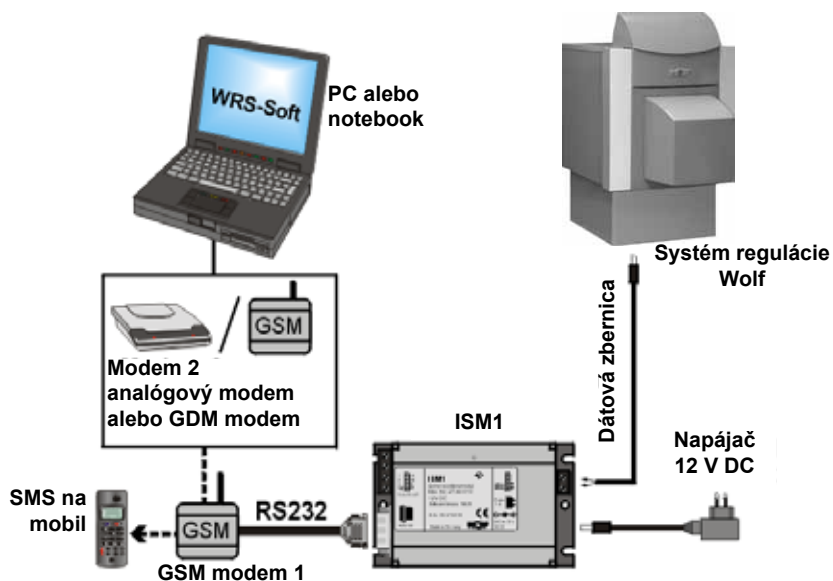 WRS-Soft
PC alebo
notebook
Systém regulácie
Wolf
GSM
Modem 2
analógový modem
alebo GDM modem
Dátová zbernica
ISM1
Napájač
12 V DC
SMS na
mobil
GSM
RS232
GSM modem 1
ISM1